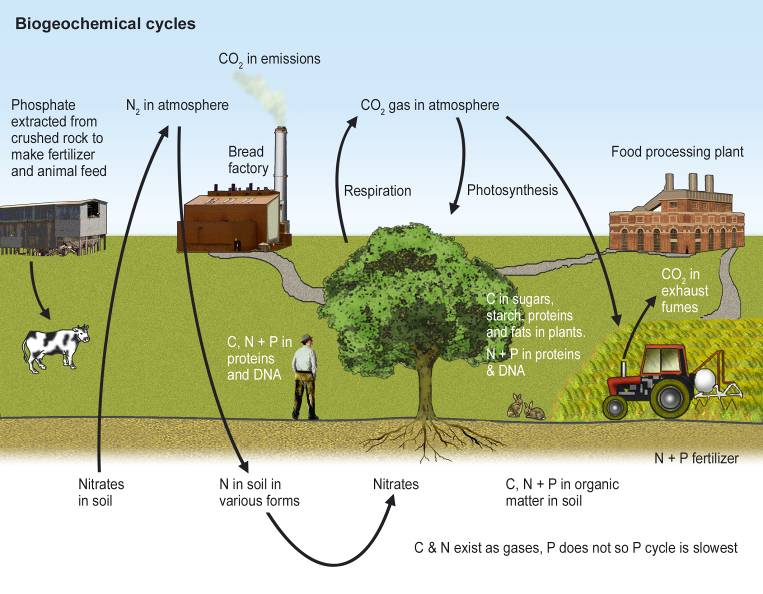 Biogeochemical cycles
CO2 in emissions
Phosphate
extracted from
crushed rock to
make fertilizer
and animal feed
N2 in atmosphere
CO2 gas in atmosphere
Bread
factory
Food processing plant
Respiration
Photosynthesis
CO2 in
exhaust
fumes
C in sugars,
starch, proteins
and fats in plants.
N + P in proteins
& DNA
C, N + P in
proteins
and DNA
N + P fertilizer
Nitrates
in soil
N in soil in
various forms
Nitrates
C, N + P in organic
matter in soil
C & N exist as gases, P does not so P cycle is slowest